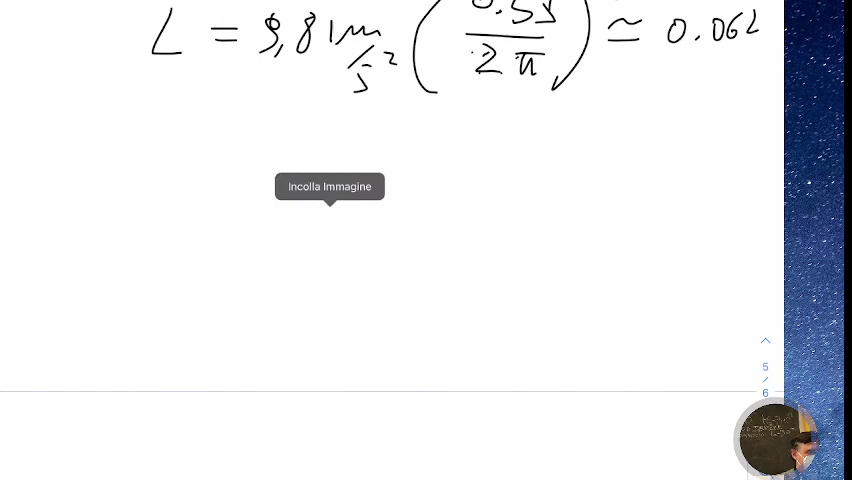 L = 9,81 m/s² (0.5s / 2π) ≃ 0.062
Incolla Immagine
5
/
6